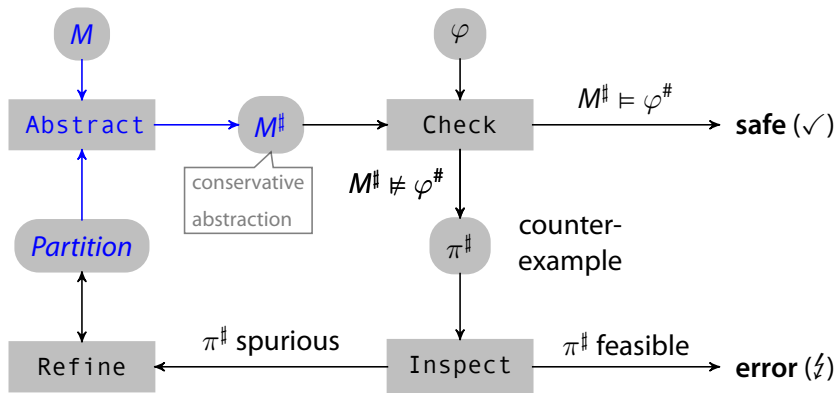 M
φ
Abstract
M♯
Check
M♯ ⊨ φ#
safe (✓)
conservative
abstraction
M♯ ⊭ φ#
Partition
π♯
counter-
example
Refine
π♯ spurious
Inspect
π♯ feasible
error (↯)